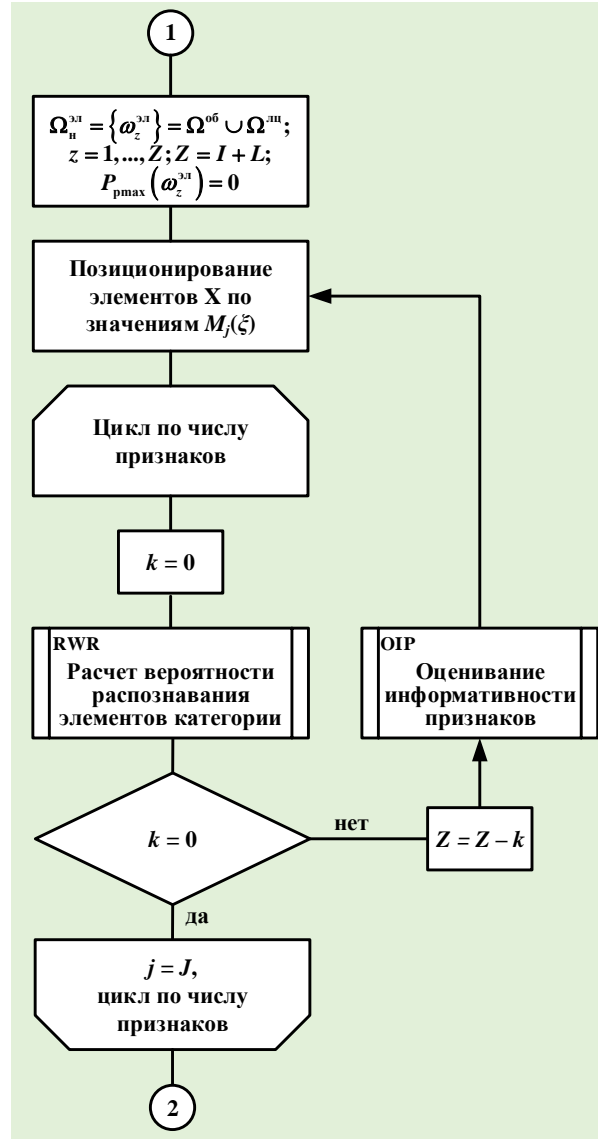 1
Ωₙᵉᵃ = {ω_z^эл} = Ω^об ∪ Ω^лц;
z = 1,..., Z; Z = I + L;
P_pmax(ω_z^эл) = 0
Позиционирование
элементов X по
значениям M_j(ξ)
Цикл по числу
признаков
k = 0
RWR
Расчет вероятности
распознавания
элементов категории
OIP
Оценивание
информативности
признаков
k = 0
нет
Z = Z – k
да
j = J,
цикл по числу
признаков
2